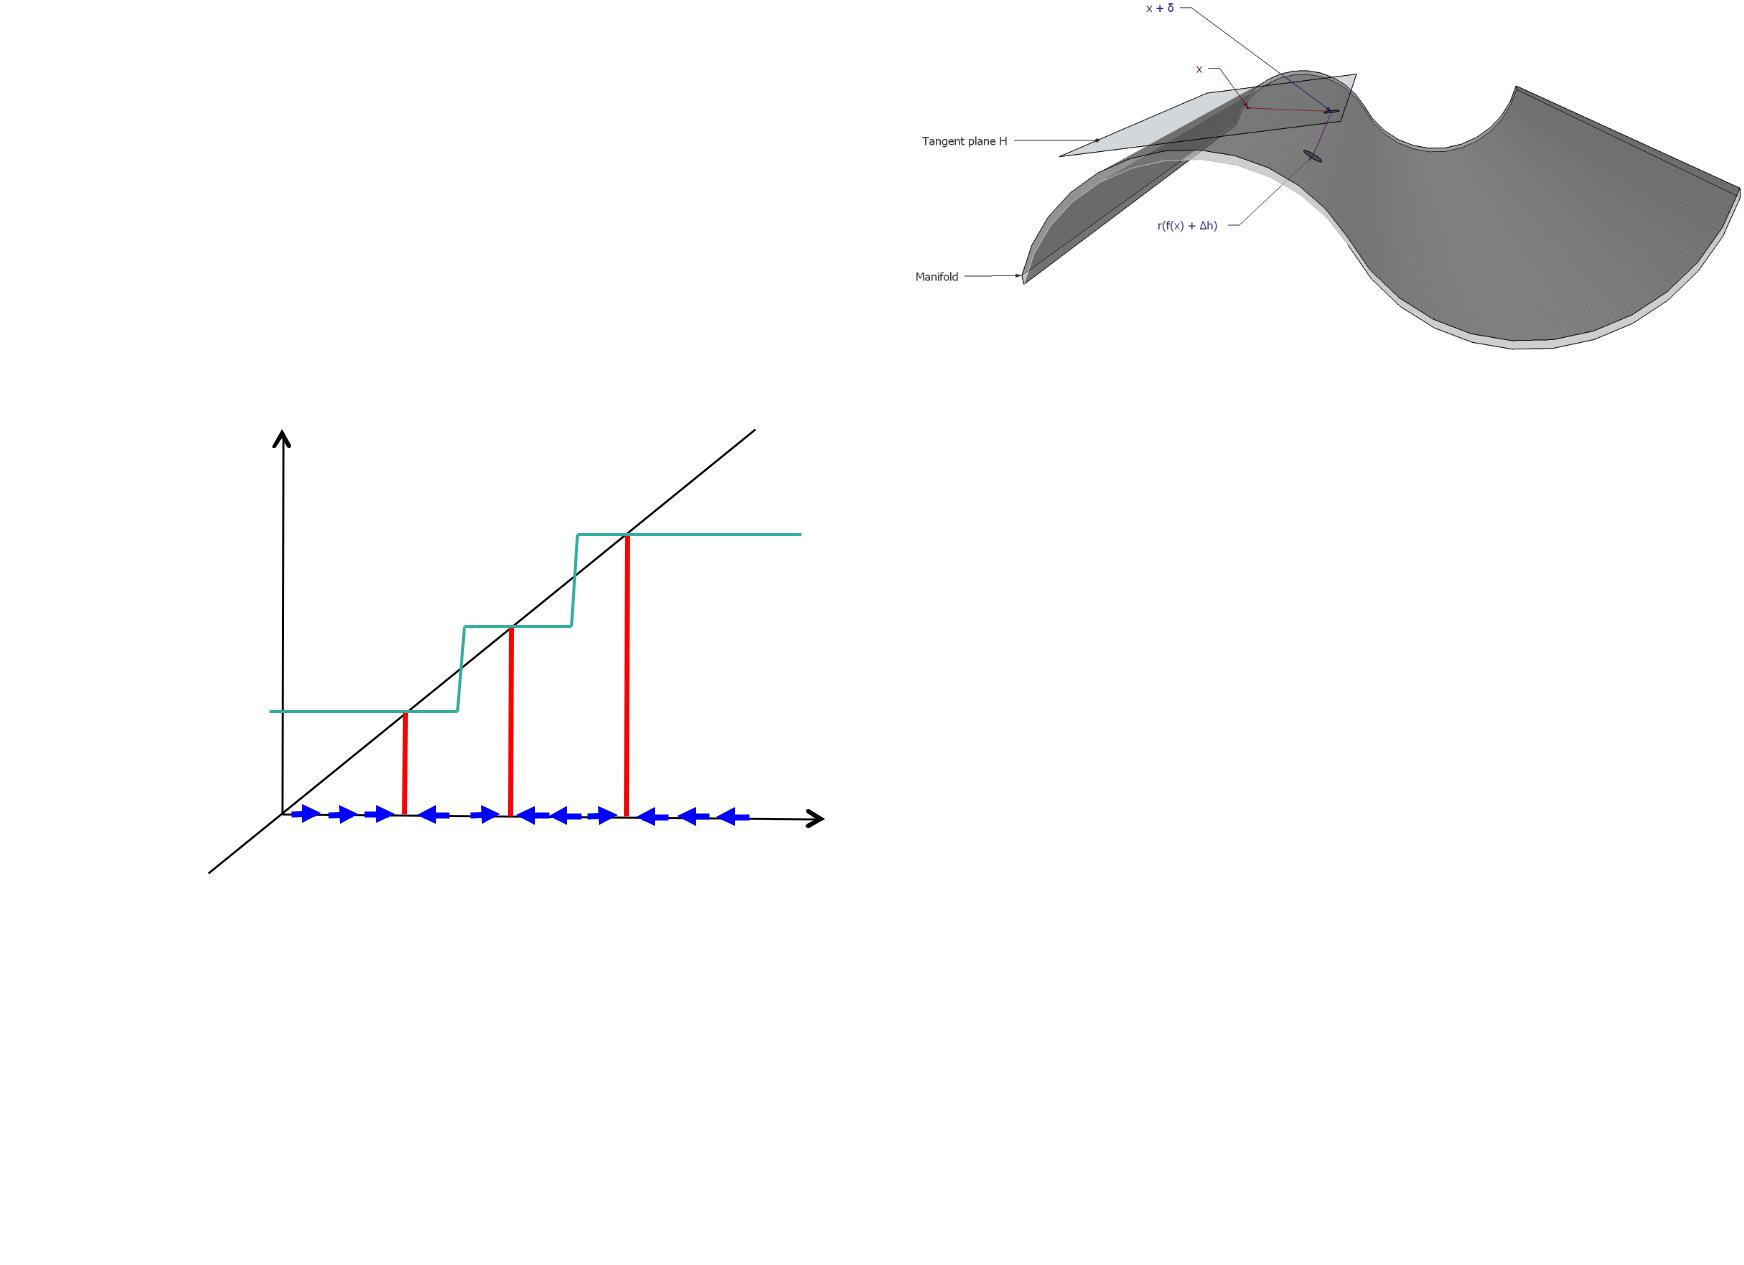 x + δ
x
Tangent plane H
r(f(x) + Δh)
Manifold